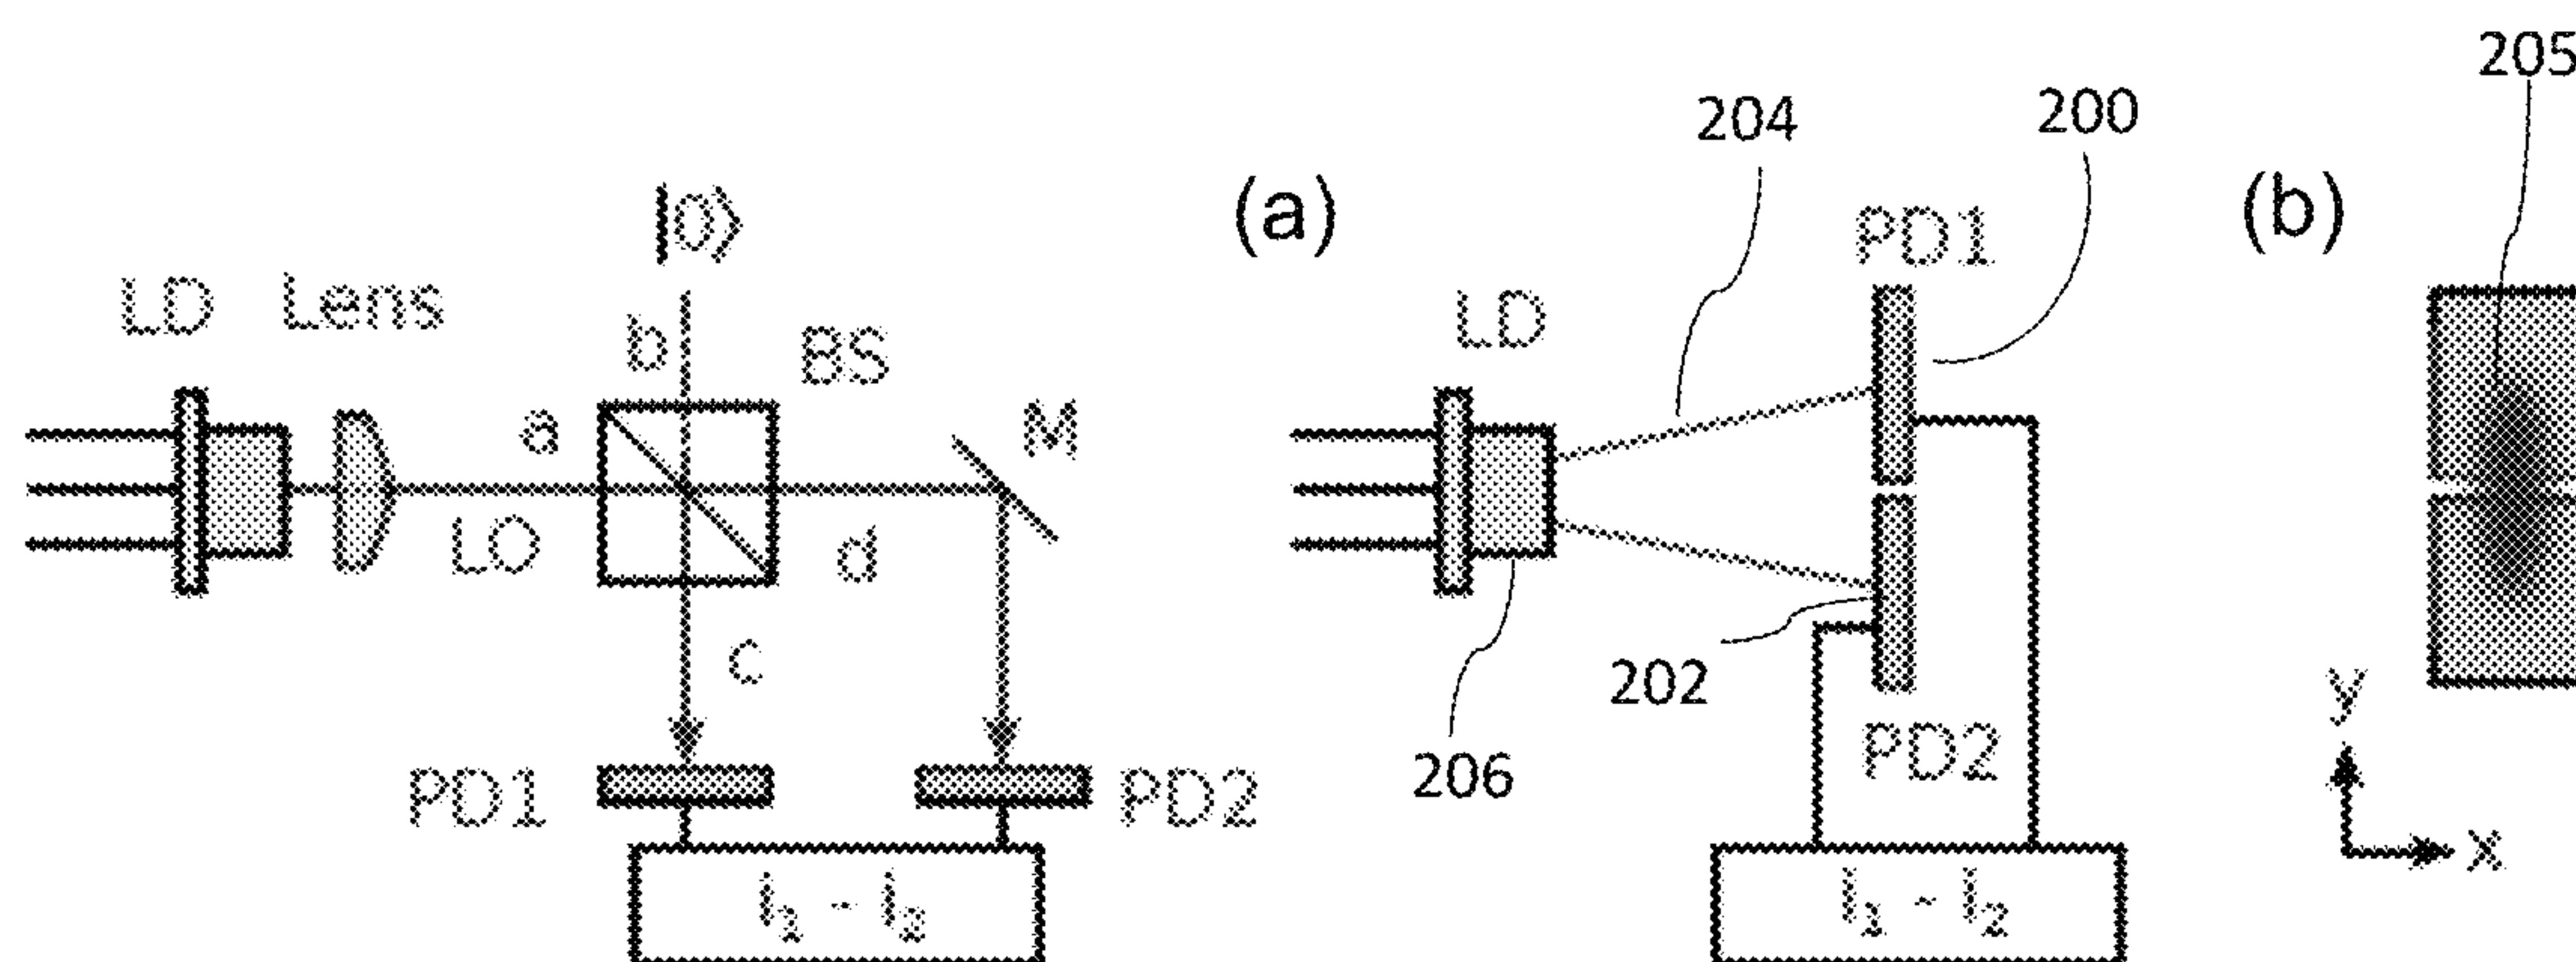 |0⟩
LD
Lens
b
BS
a
M
LO
d
c
PD1
PD2
I₁ - I₂
(a)
204
200
PD1
LD
202
PD2
206
I₁ - I₂
(b)
205
y
x